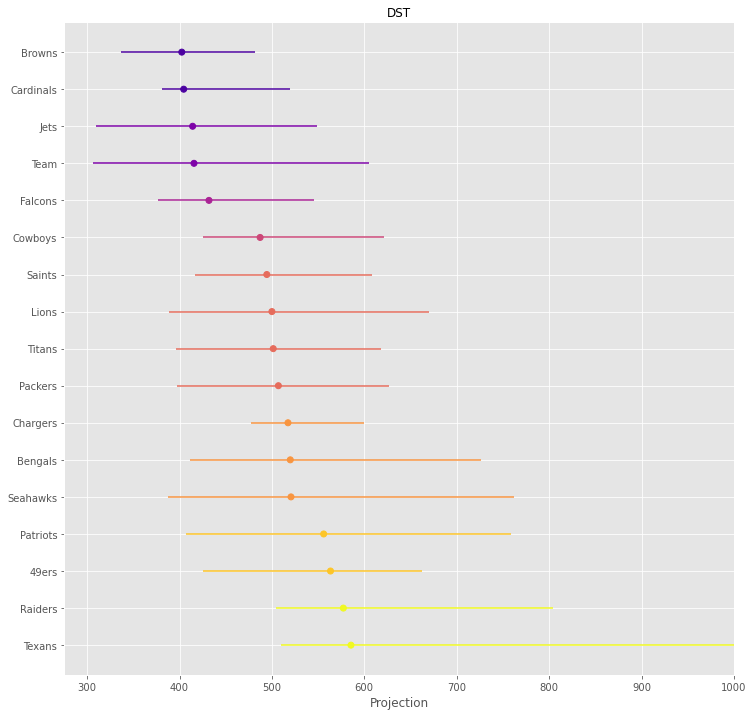 DST
Browns
Cardinals
Jets
Team
Falcons
Cowboys
Saints
Lions
Titans
Packers
Chargers
Bengals
Seahawks
Patriots
49ers
Raiders
Texans
300 400 500 600 700 800 900 1000
Projection